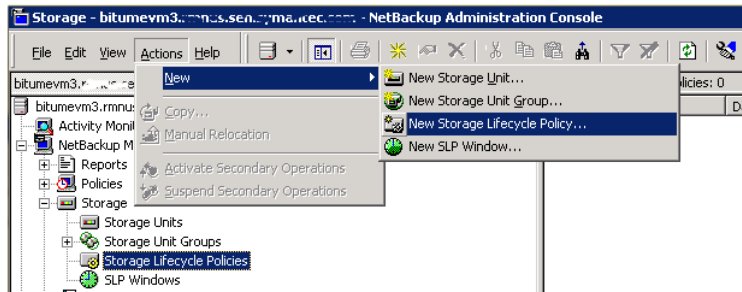 Storage - bitumevm3. - NetBackup Administration Console
File Edit View Actions Help
bitumevm3. licies: 0
New
New Storage Unit...
bitumevm3.rmnu
Copy...
New Storage Unit Group...
D
Activity Monit
Manual Relocation
New Storage Lifecycle Policy...
NetBackup M
New SLP Window...
Reports
Activate Secondary Operations
Policies
Suspend Secondary Operations
Storage
Storage Units
Storage Unit Groups
Storage Lifecycle Policies
SLP Windows